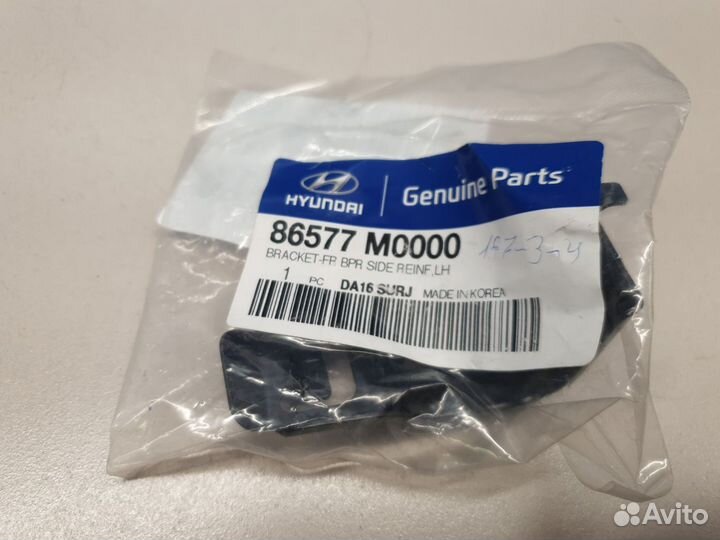 HYUNDAI
Genuine Parts
86577 M0000
BRACKET-FR BPR SIDE REINF,LH
1 PC DA16 SURJ MADE IN KOREA
Avito